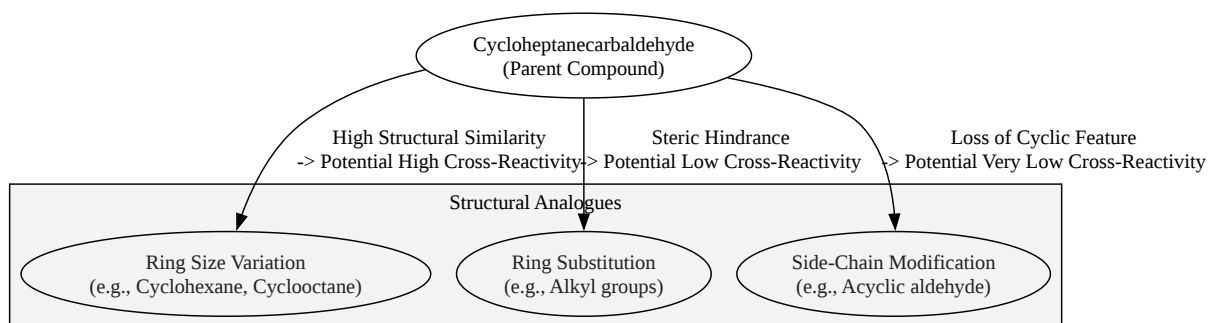 Cycloheptanecarbaldehyde
(Parent Compound)
High Structural Similarity
-> Potential High Cross-Reactivity
Steric Hindrance
-> Potential Low Cross-Reactivity
Loss of Cyclic Feature
-> Potential Very Low Cross-Reactivity
Structural Analogues
Ring Size Variation
(e.g., Cyclohexane, Cyclooctane)
Ring Substitution
(e.g., Alkyl groups)
Side-Chain Modification
(e.g., Acyclic aldehyde)